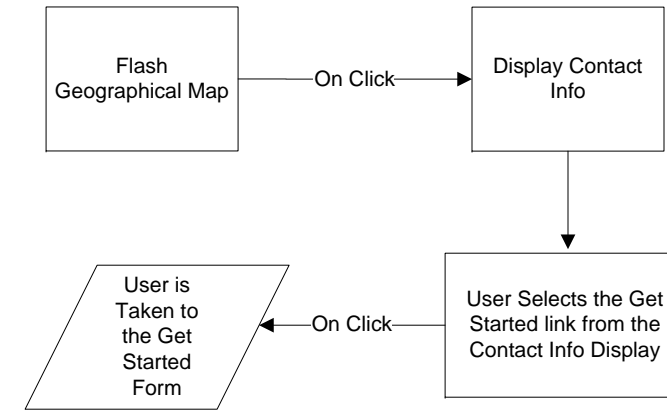 Flash
Geographical Map
On Click
Display Contact
Info
User Selects the Get
Started link from the
Contact Info Display
On Click
User is
Taken to
the Get
Started
Form